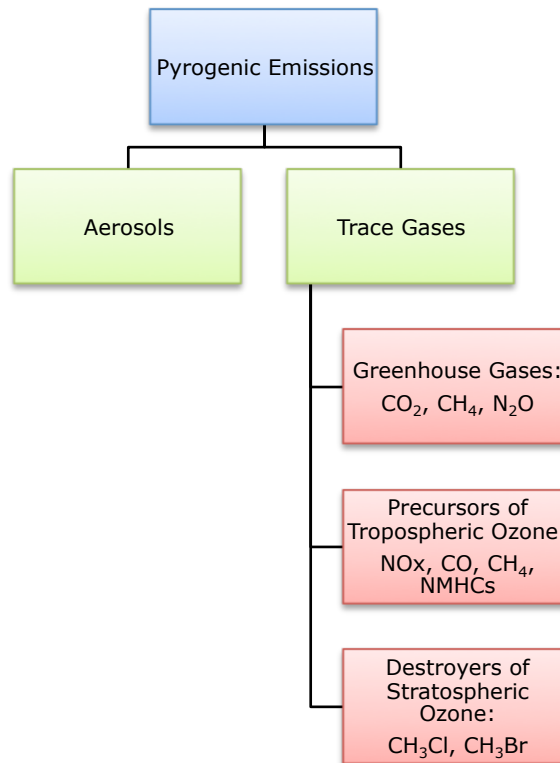 Pyrogenic Emissions
Aerosols
Trace Gases
Greenhouse Gases:
CO₂, CH₄, N₂O
Precursors of
Tropospheric Ozone
NOx, CO, CH₄,
NMHCs
Destroyers of
Stratospheric
Ozone:
CH₃Cl, CH₃Br